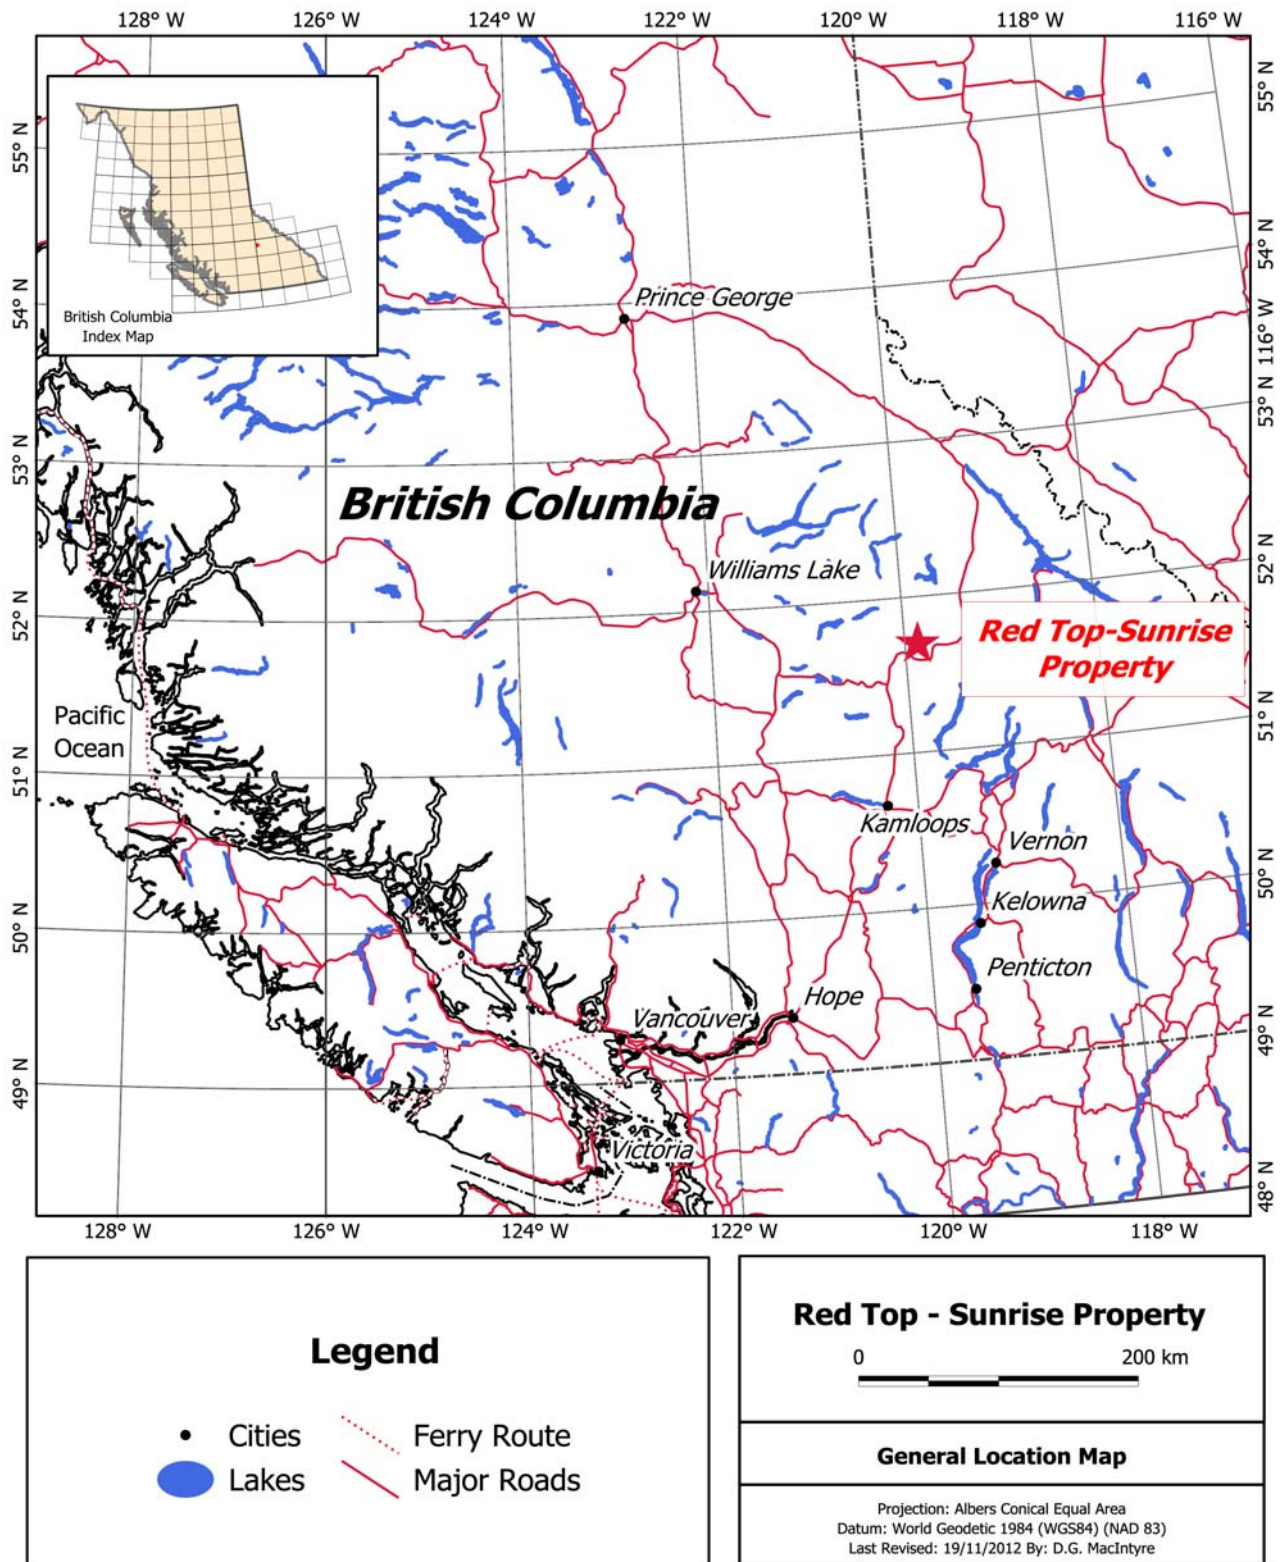 128° W
126° W
124° W
122° W
120° W
118° W
116° W
55° N
55° N
54° N
116° W
54° N
53° N
53° N
52° N
52° N
51° N
51° N
50° N
50° N
49° N
49° N
48° N
British Columbia
Index Map
Prince George
British Columbia
Williams Lake
Red Top-Sunrise
Property
Pacific
Ocean
Kamloops
Vernon
Kelowna
Penticton
Hope
Vancouver
Victoria
128° W
126° W
124° W
122° W
120° W
118° W
Legend
Cities
Ferry Route
Lakes
Major Roads
Red Top - Sunrise Property
0
200 km
General Location Map
Projection: Albers Conical Equal Area
Datum: World Geodetic 1984 (WGS84) (NAD 83)
Last Revised: 19/11/2012 By: D.G. MacIntyre